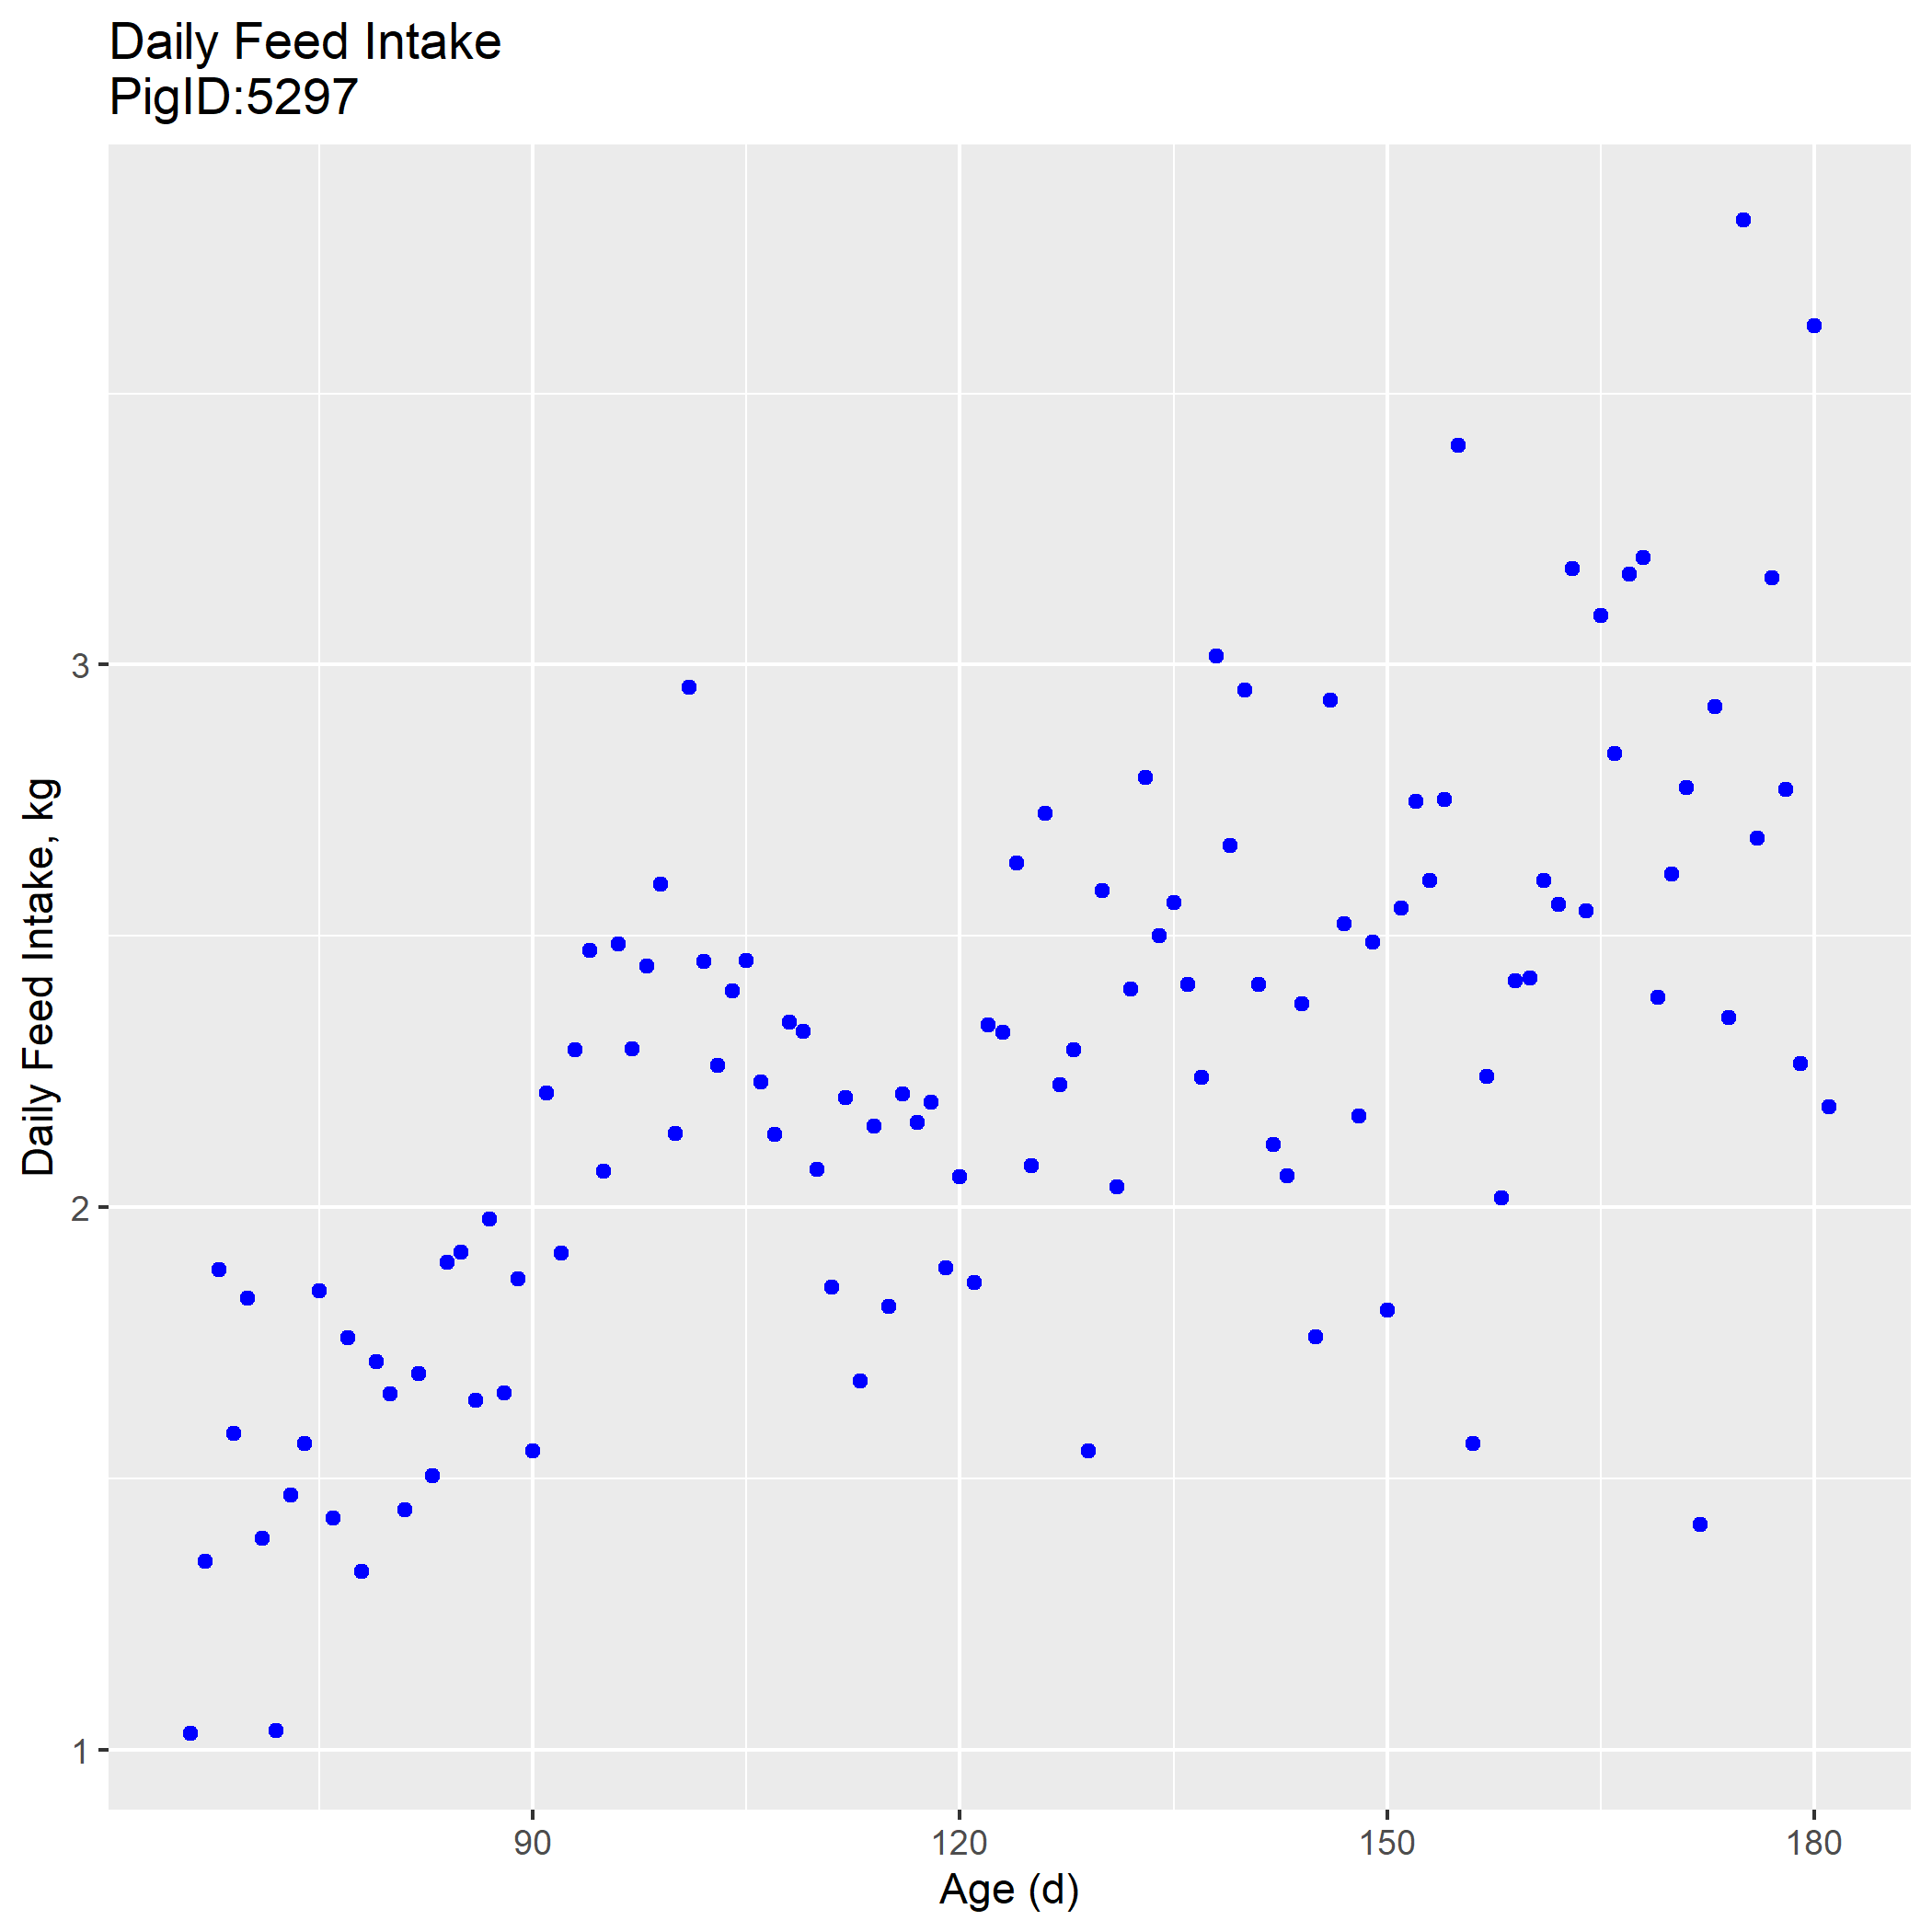 Daily Feed Intake
PigID:5297
Daily Feed Intake, kg
3
2
1
90 120 150 180
Age (d)